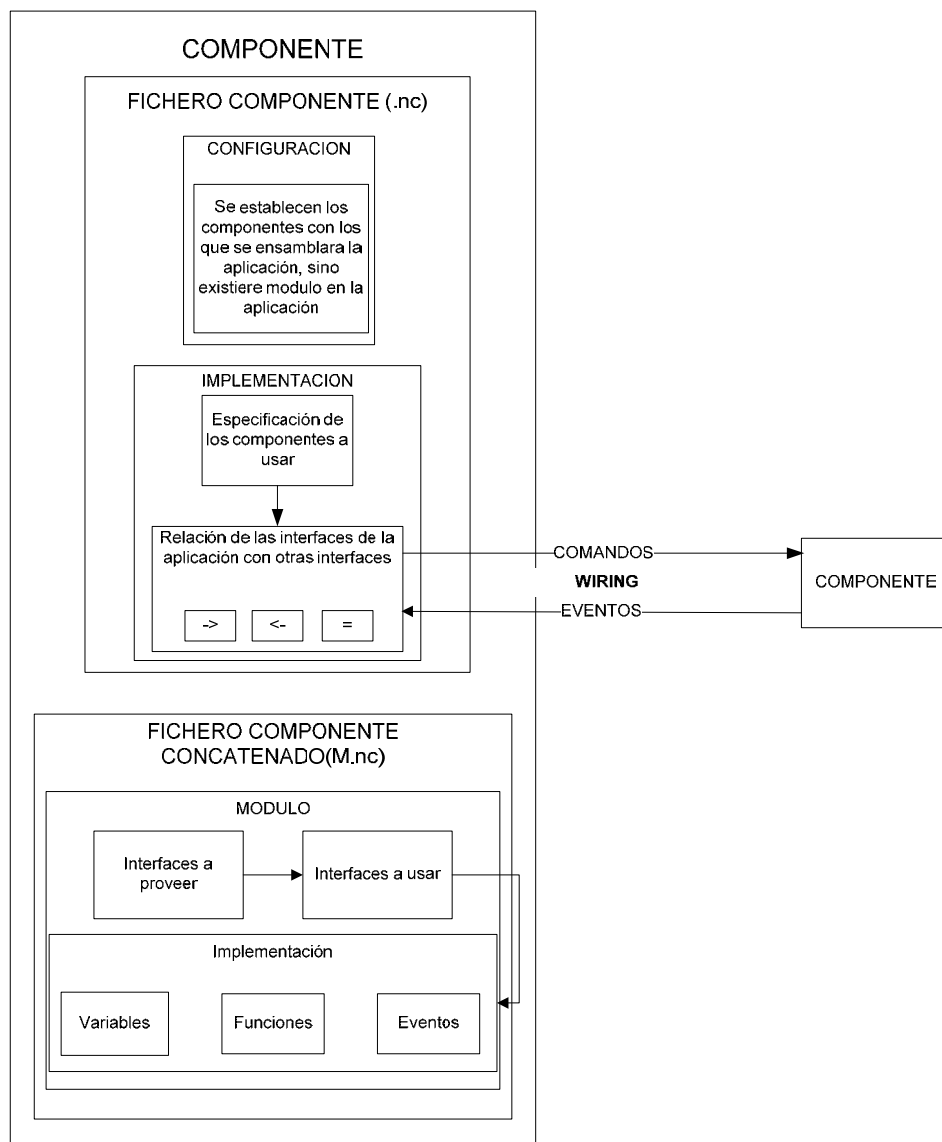 COMPONENTE
FICHERO COMPONENTE (.nc)
CONFIGURACION
Se establecen los
componentes con los
que se ensamblara la
aplicación, sino
existiere modulo en la
aplicación
IMPLEMENTACION
Especificación de
los componentes a
usar
Relación de las interfaces de la
aplicación con otras interfaces
->
<-
=
COMANDOS
WIRING
EVENTOS
COMPONENTE
FICHERO COMPONENTE
CONCATENADO(M.nc)
MODULO
Interfaces a
proveer
Interfaces a usar
Implementación
Variables
Funciones
Eventos